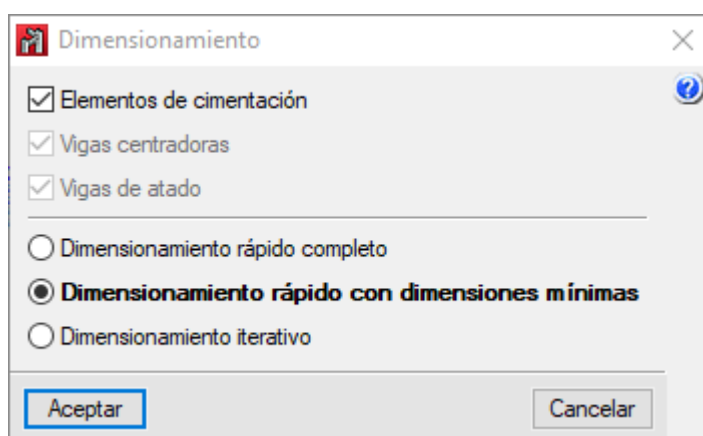 Dimensionamiento
Elementos de cimentación
Vigas centradoras
Vigas de atado
Dimensionamiento rápido completo
Dimensionamiento rápido con dimensiones mínimas
Dimensionamiento iterativo
Aceptar
Cancelar